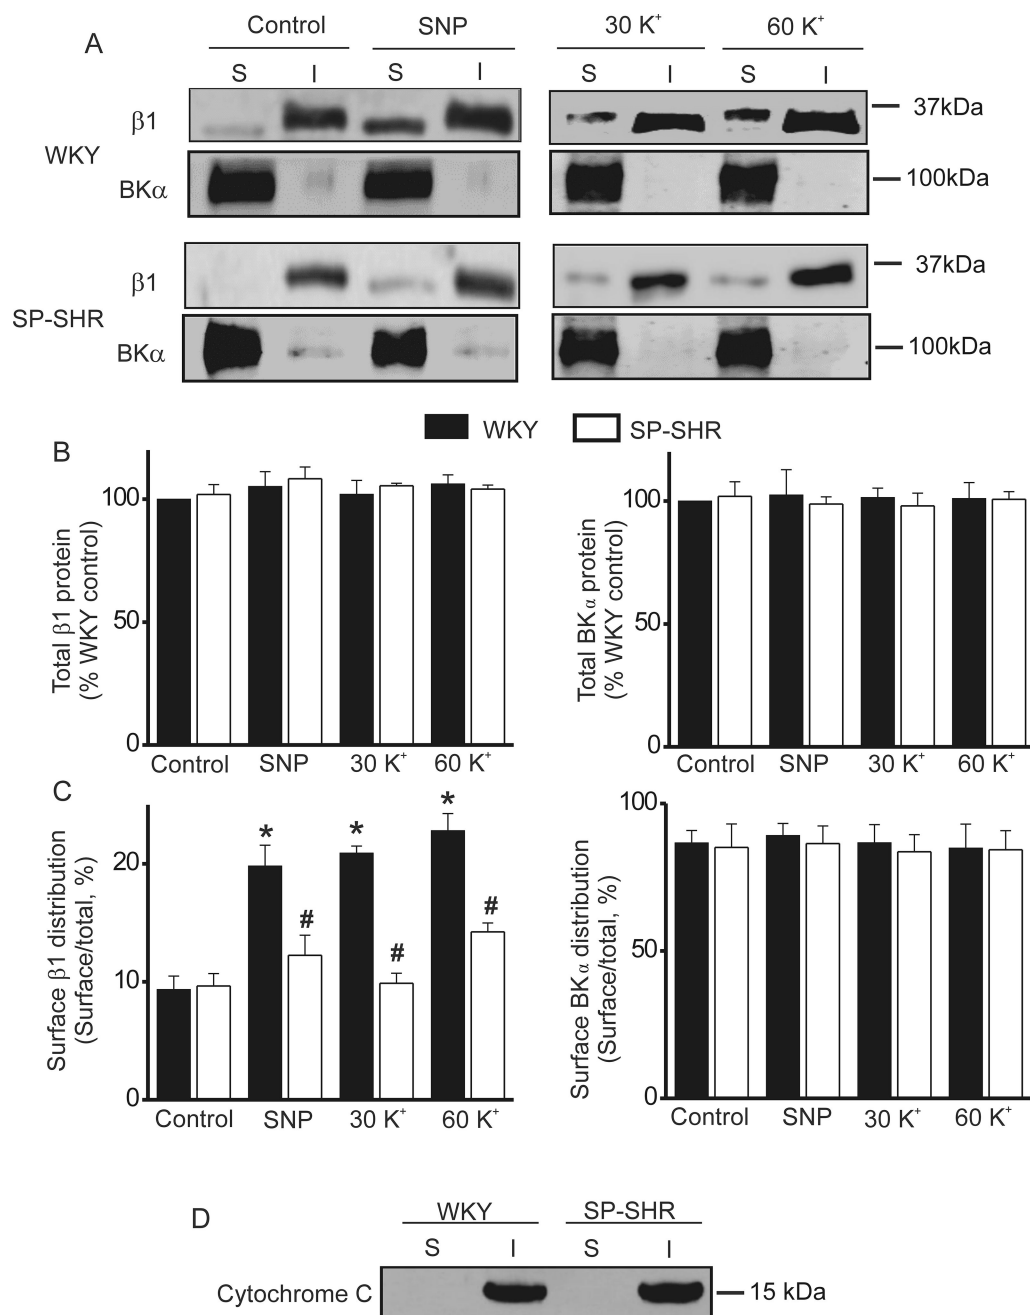 A
Control SNP 30 K⁺ 60 K⁺
S I S I S I S I
WKY
β1 37kDa
BKα 100kDa
SP-SHR
β1 37kDa
BKα 100kDa
WKY SP-SHR
B
Total β1 protein
(% WKY control)
100
50
0
Control SNP 30 K⁺ 60 K⁺
Total BKα protein
(% WKY control)
100
50
0
Control SNP 30 K⁺ 60 K⁺
C
Surface β1 distribution
(Surface/total, %)
20
10
0
* * *
# # #
Control SNP 30 K⁺ 60 K⁺
Surface BKα distribution
(Surface/total, %)
100
50
0
Control SNP 30 K⁺ 60 K⁺
D
WKY SP-SHR
S I S I
Cytochrome C 15 kDa